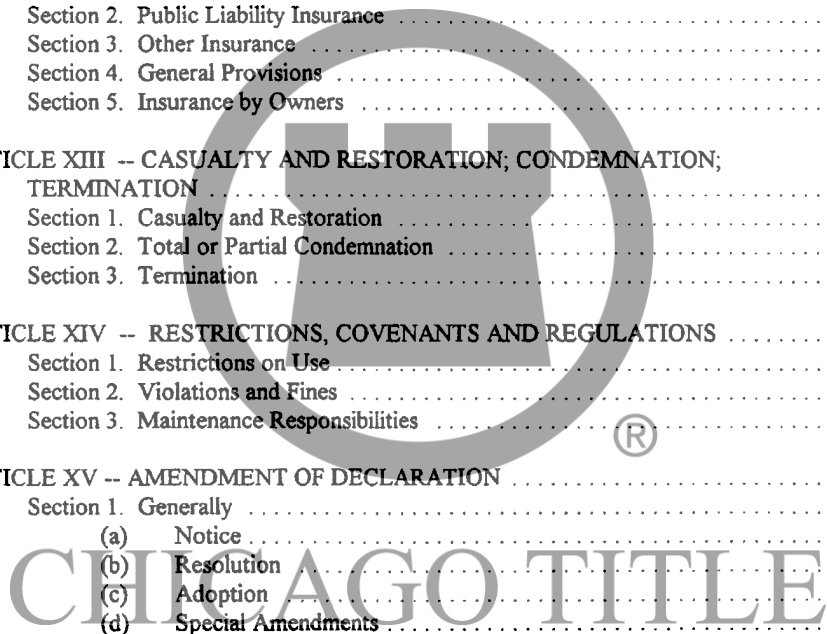 Section 2. Public Liability Insurance
Section 3. Other Insurance
Section 4. General Provisions
Section 5. Insurance by Owners
TICLE XIII -- CASUALTY AND RESTORATION; CONDEMNATION;
TERMINATION
Section 1. Casualty and Restoration
Section 2. Total or Partial Condemnation
Section 3. Termination
TICLE XIV -- RESTRICTIONS, COVENANTS AND REGULATIONS
Section 1. Restrictions on Use
Section 2. Violations and Fines
Section 3. Maintenance Responsibilities
®
TICLE XV -- AMENDMENT OF DECLARATION
Section 1. Generally
(a) Notice
(b) Resolution
(c) Adoption
(d) Special Amendments
CHICAGO TITLE